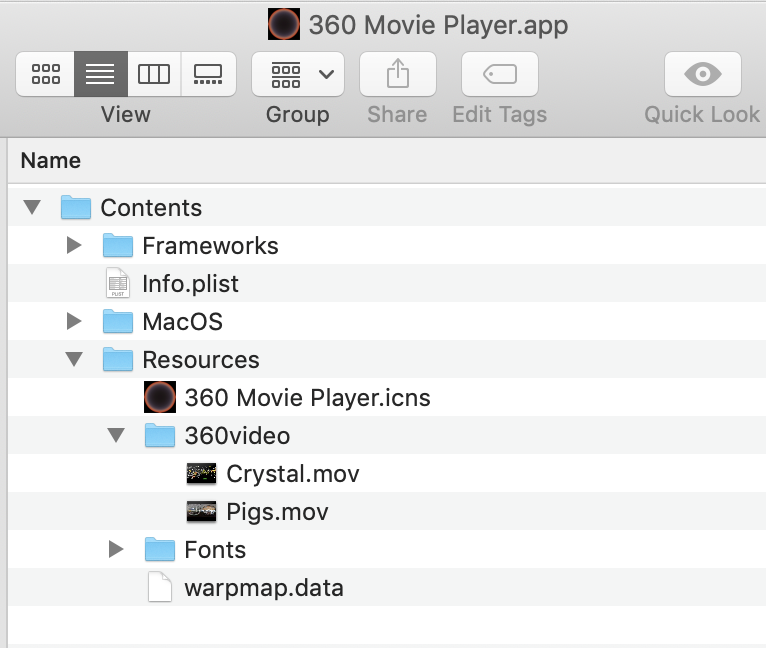 360 Movie Player.app
View Group Share Edit Tags Quick Look
Name
Contents
Frameworks
Info.plist
MacOS
Resources
360 Movie Player.icns
360video
Crystal.mov
Pigs.mov
Fonts
warpmap.data